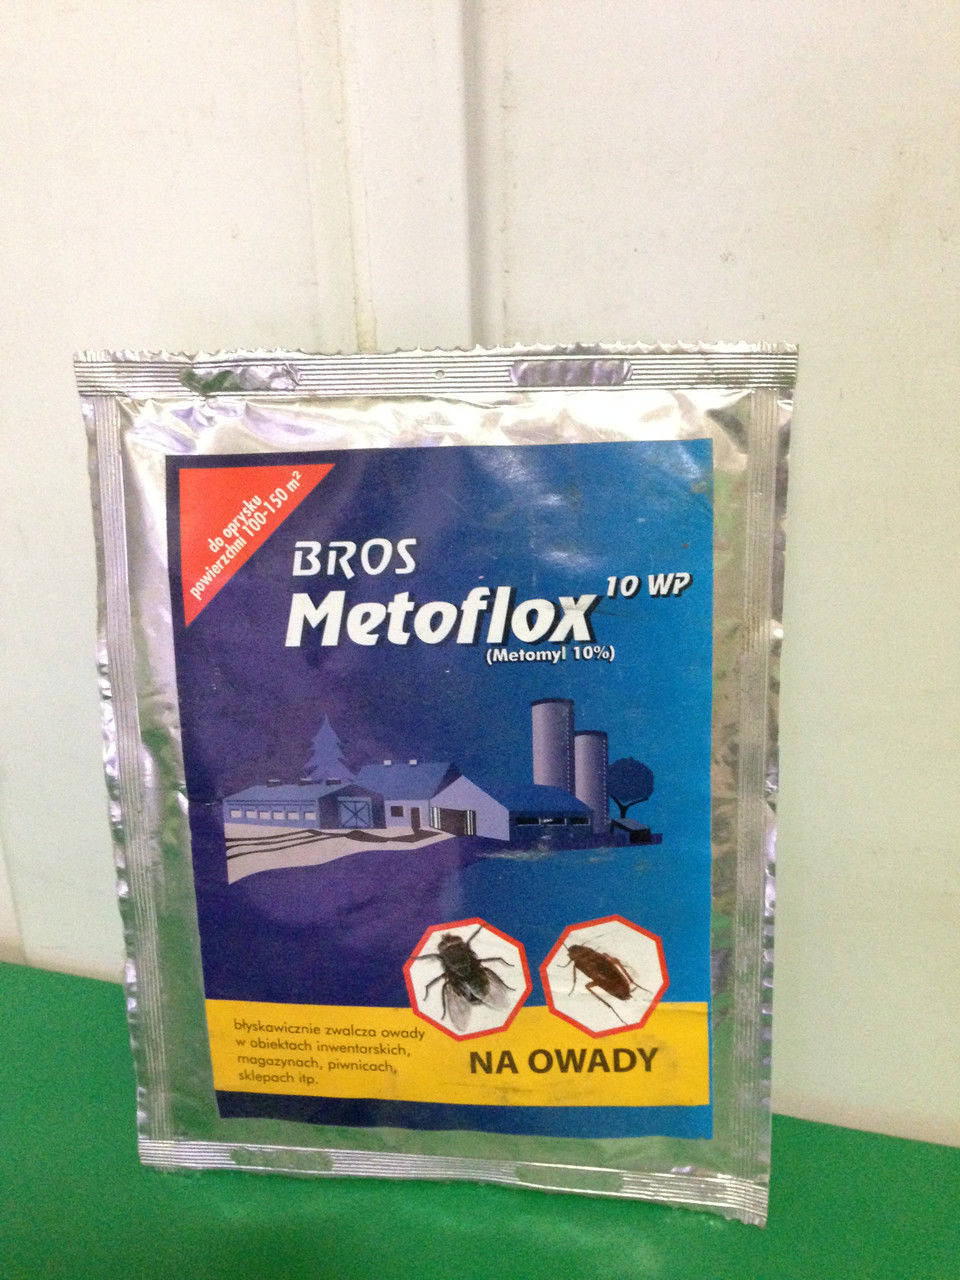 do oprysku
powierzchni 100-150 m²
BROS
Metoflox 10 WP
(Metomyl 10%)
błyskawicznie zwalcza owady
w obiektach inwentarskich,
magazynach, piwnicach,
sklepach itp.
NA OWADY